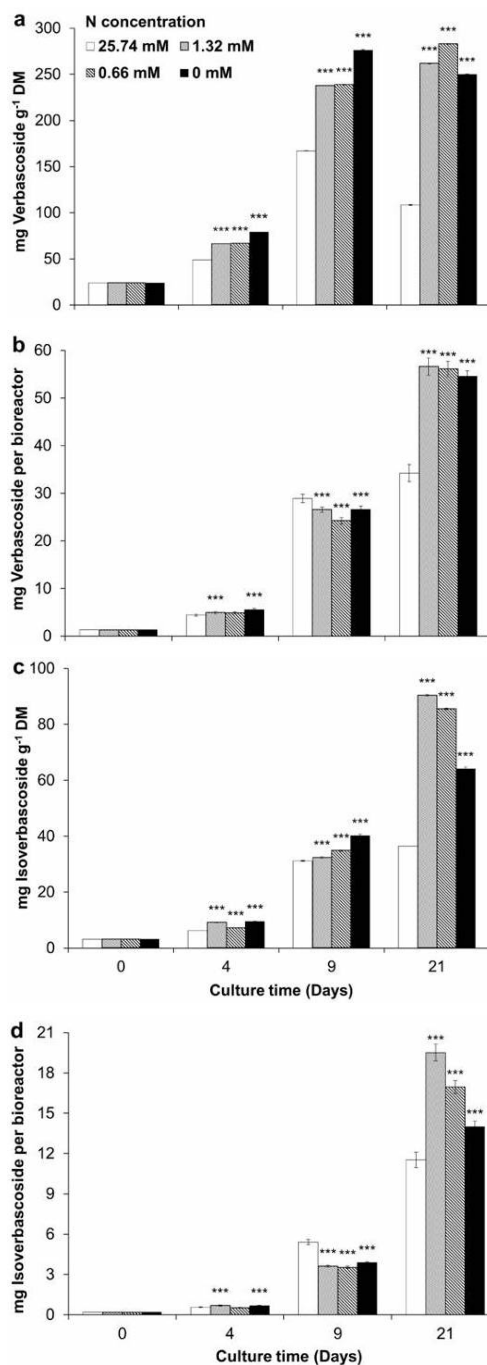 a
N concentration
25.74 mM 1.32 mM
0.66 mM 0 mM
mg Verbascoside g⁻¹ DM
300
250
200
150
100
50
0
*** *** ***
*** *** ***
*** *** ***
b
mg Verbascoside per bioreactor
60
50
40
30
20
10
0
*** ***
*** *** ***
*** *** ***
c
mg Isoverbascoside g⁻¹ DM
100
80
60
40
20
0
*** *** ***
*** *** ***
*** *** ***
0 4 9 21
Culture time (Days)
d
mg Isoverbascoside per bioreactor
21
18
15
12
9
6
3
0
*** ***
*** *** ***
*** *** ***
0 4 9 21
Culture time (Days)